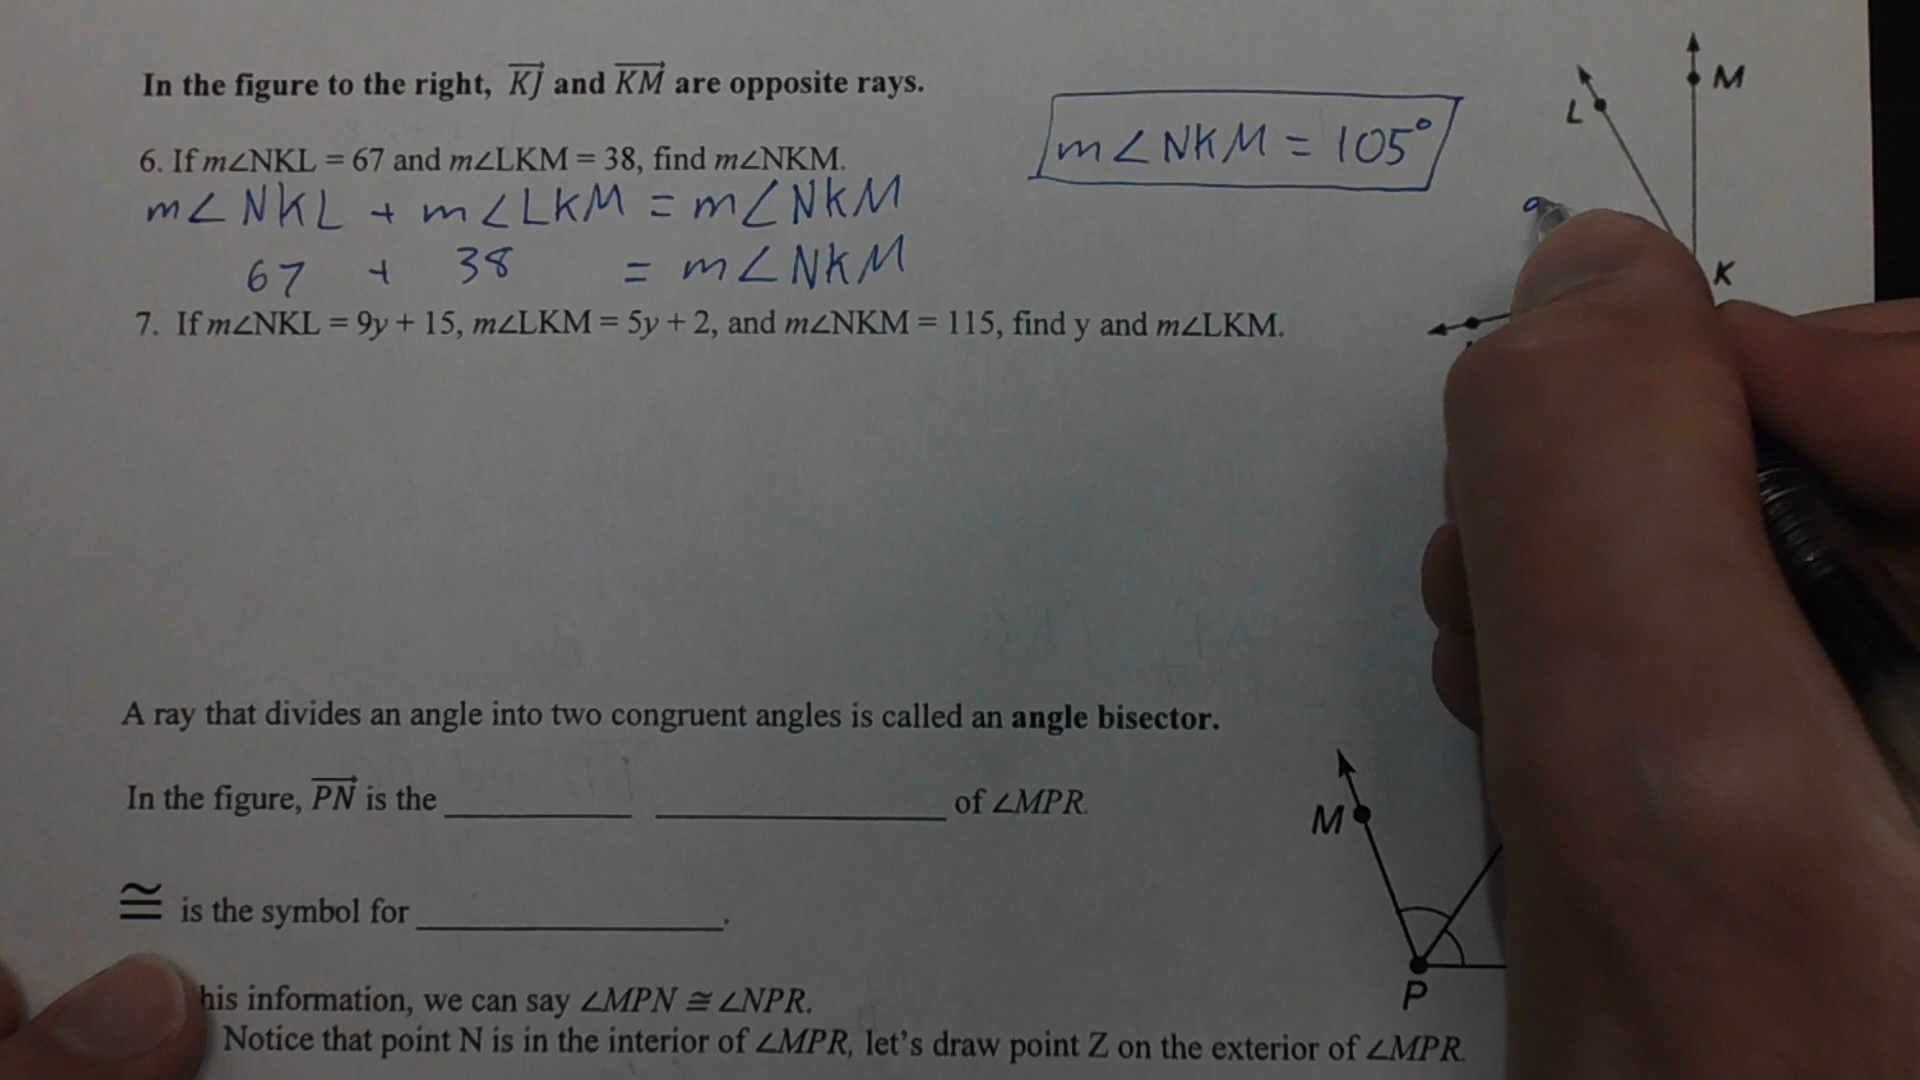 In the figure to the right, KJ and KM are opposite rays.
6. If m∠NKL = 67 and m∠LKM = 38, find m∠NKM.
m∠NKL + m∠LKM = m∠NKM
67 + 38 = m∠NKM
m∠NKM = 105°
L
M
K
7. If m∠NKL = 9y + 15, m∠LKM = 5y + 2, and m∠NKM = 115, find y and m∠LKM.
A ray that divides an angle into two congruent angles is called an angle bisector.
In the figure, PN is the ____ ____ of ∠MPR.
≅ is the symbol for ____.
M
P
his information, we can say ∠MPN ≅ ∠NPR.
Notice that point N is in the interior of ∠MPR, let's draw point Z on the exterior of ∠MPR.